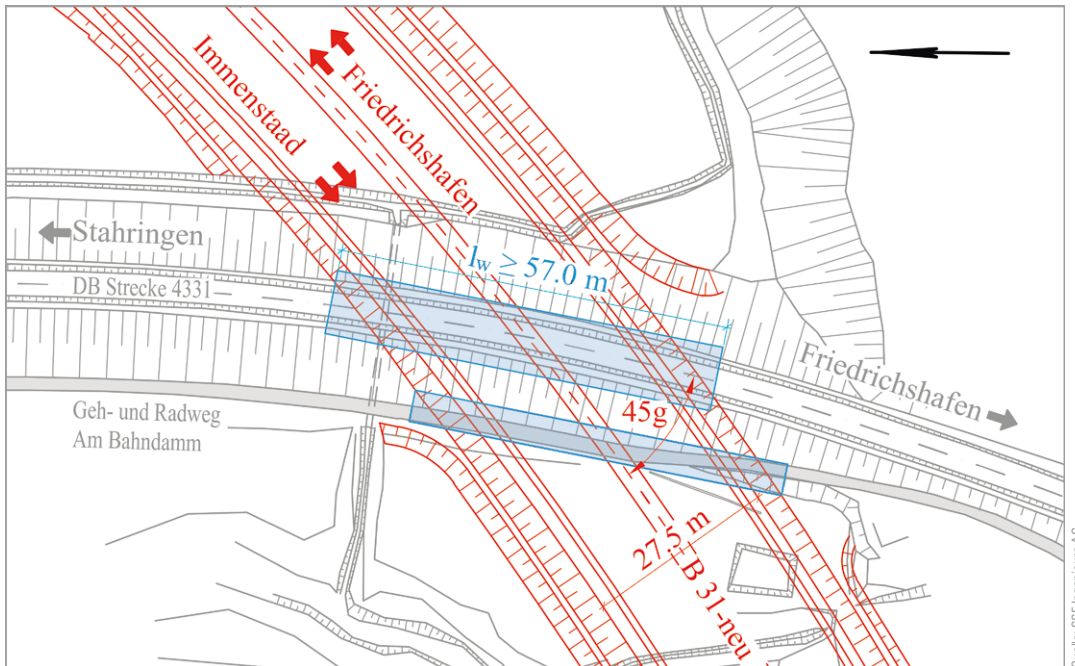 Immenstaad
Friedrichshafen
Stahringen
l_w ≥ 57.0 m
DB Strecke 4331
Friedrichshafen
Geh- und Radweg
Am Bahndamm
45g
27.5 m
B 31-neu